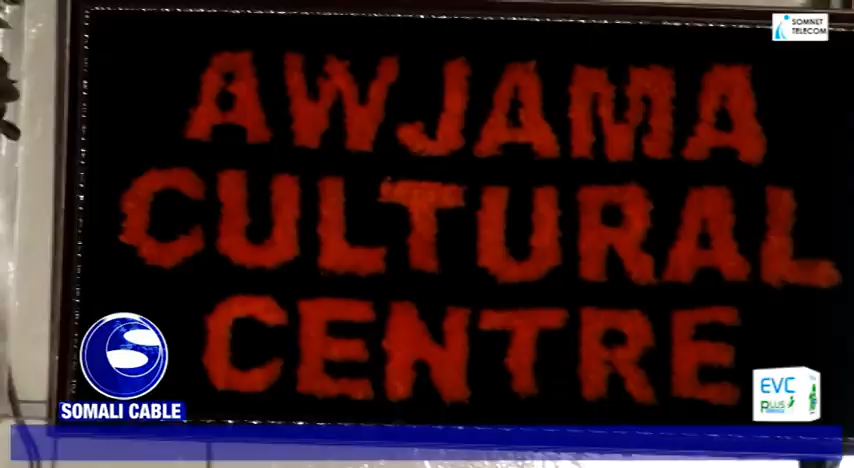 SOMNET
TELECOM
AWJAMA
CULTURAL
CENTRE
SOMALI CABLE
EVC
PLUS